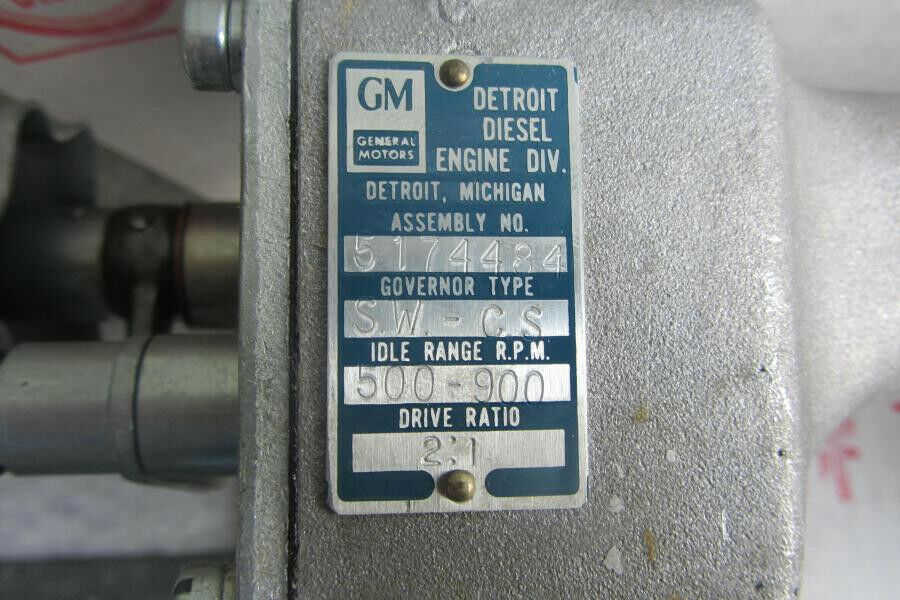 GM
GENERAL
MOTORS
DETROIT
DIESEL
ENGINE DIV.
DETROIT, MICHIGAN
ASSEMBLY NO.
5174484
GOVERNOR TYPE
S.W.-C.S
IDLE RANGE R.P.M.
500-900
DRIVE RATIO
2:1